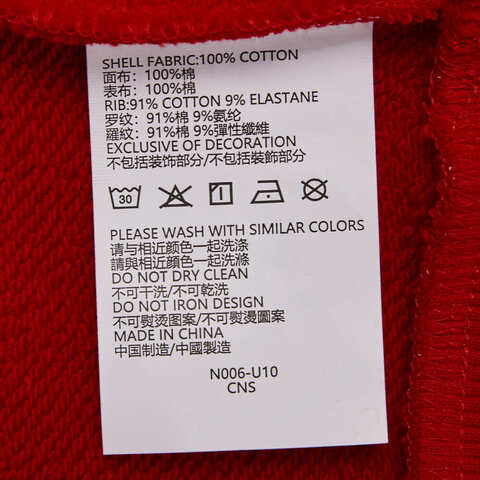 SHELL FABRIC:100% COTTON
面布：100%棉
表布：100%棉
RIB:91% COTTON 9% ELASTANE
罗纹：91%棉 9%氨纶
羅紋：91%棉 9%彈性纖維
EXCLUSIVE OF DECORATION
不包括装饰部分/不包括裝飾部分
30
PLEASE WASH WITH SIMILAR COLORS
请与相近颜色一起洗涤
請與相近顏色一起洗滌
DO NOT DRY CLEAN
不可干洗/不可乾洗
DO NOT IRON DESIGN
不可熨烫图案/不可熨燙圖案
MADE IN CHINA
中国制造/中國製造
N006-U10
CNS